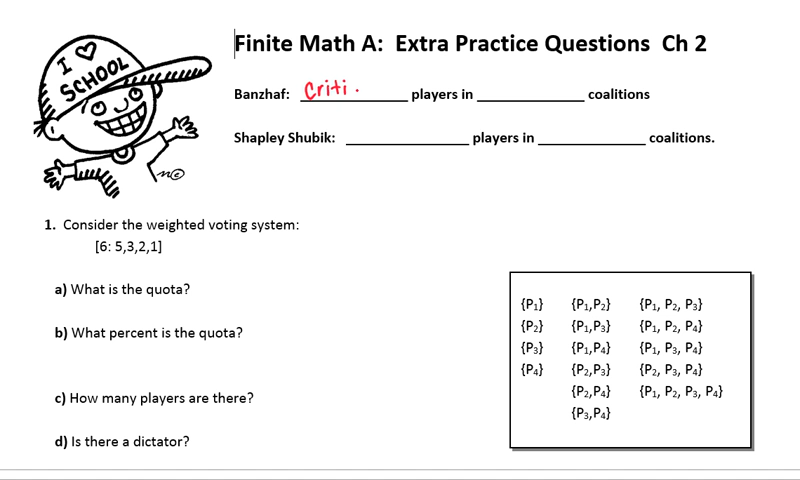 I ♡ SCHOOL
Finite Math A: Extra Practice Questions Ch 2
Banzhaf: Criti players in ____________ coalitions
Shapley Shubik: ____________ players in ____________ coalitions.
1. Consider the weighted voting system:
[6: 5,3,2,1]
a) What is the quota?
b) What percent is the quota?
c) How many players are there?
d) Is there a dictator?
{P₁} {P₁,P₂} {P₁, P₂, P₃}
{P₂} {P₁,P₃} {P₁, P₂, P₄}
{P₃} {P₁,P₄} {P₁, P₃, P₄}
{P₄} {P₂,P₃} {P₂, P₃, P₄}
{P₂,P₄} {P₁, P₂, P₃, P₄}
{P₃,P₄}